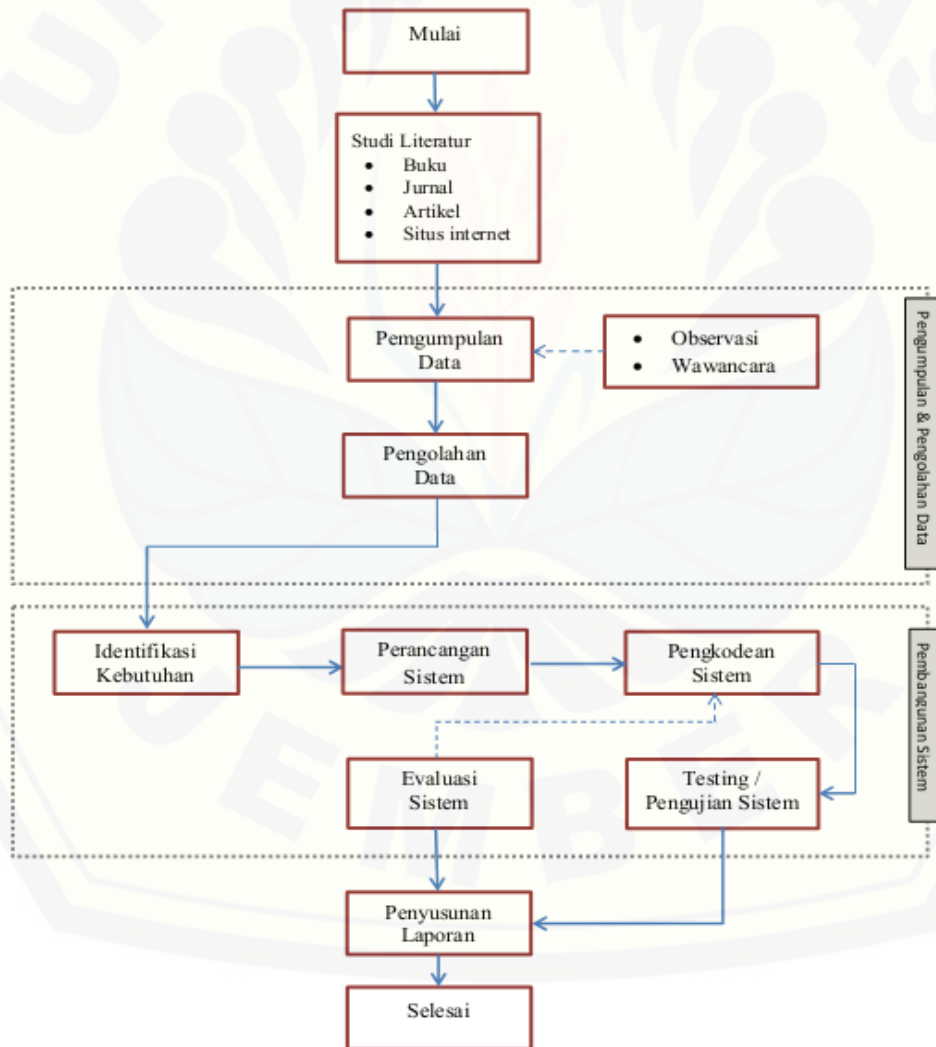 Mulai
Studi Literatur
• Buku
• Jurnal
• Artikel
• Situs internet
Pemgumpulan
Data
• Observasi
• Wawancara
Pengolahan
Data
Pengumpulan & Pengolahan Data
Identifikasi
Kebutuhan
Perancangan
Sistem
Pengkodean
Sistem
Evaluasi
Sistem
Testing /
Pengujian Sistem
Pembangunan Sistem
Penyusunan
Laporan
Selesai
JEMBER